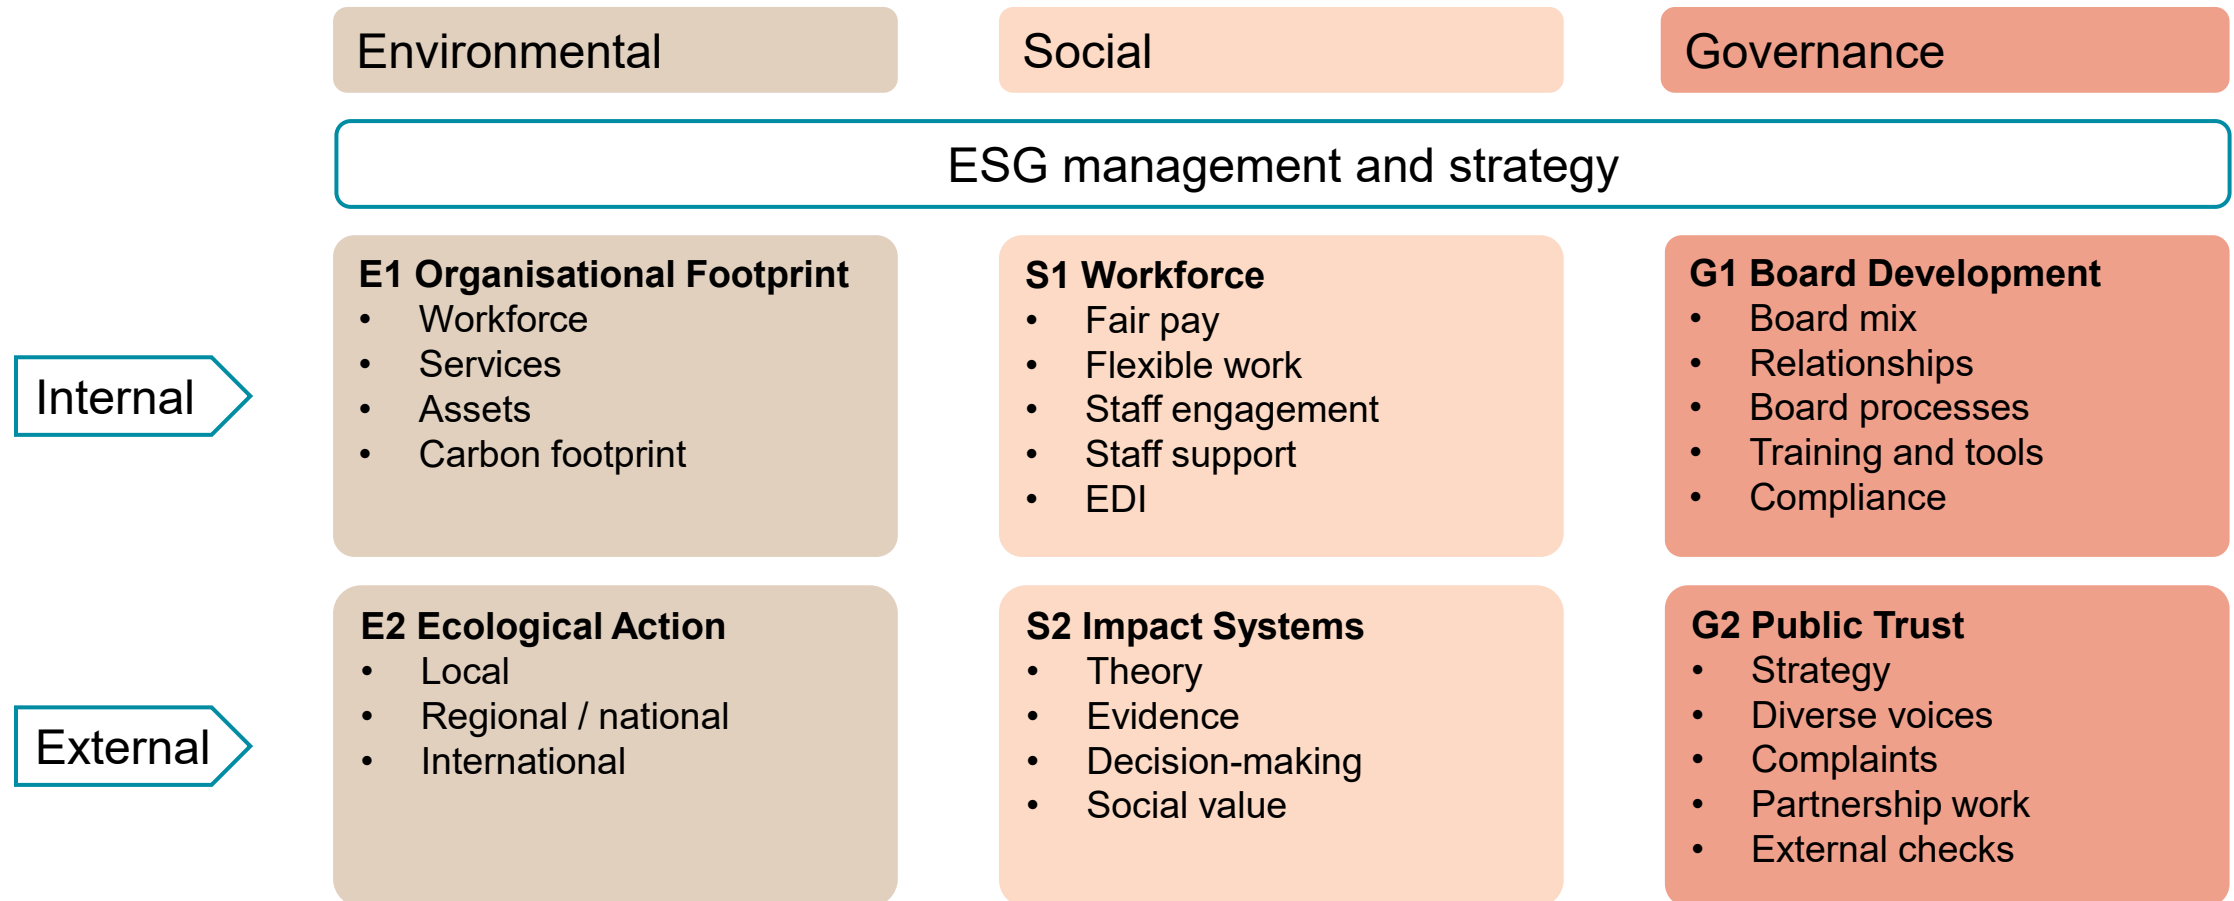 Environmental
Social
Governance
ESG management and strategy
Internal
E1 Organisational Footprint
• Workforce
• Services
• Assets
• Carbon footprint
S1 Workforce
• Fair pay
• Flexible work
• Staff engagement
• Staff support
• EDI
G1 Board Development
• Board mix
• Relationships
• Board processes
• Training and tools
• Compliance
External
E2 Ecological Action
• Local
• Regional / national
• International
S2 Impact Systems
• Theory
• Evidence
• Decision-making
• Social value
G2 Public Trust
• Strategy
• Diverse voices
• Complaints
• Partnership work
• External checks